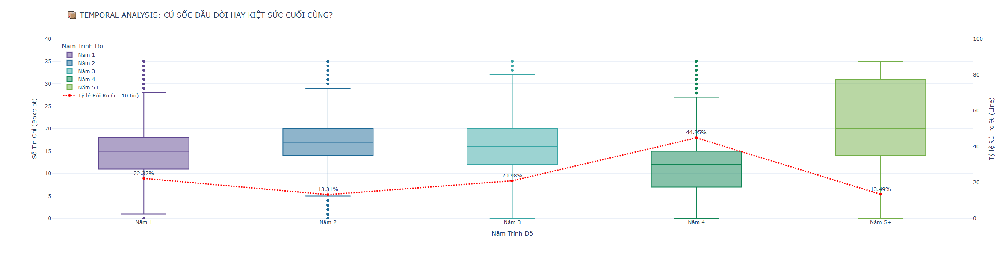 TEMPORAL ANALYSIS: CÚ SỐC ĐẦU ĐỜI HAY KIỆT SỨC CUỐI CÙNG?
Năm Trình Độ
Năm 1
Năm 2
Năm 3
Năm 4
Năm 5+
Tỷ lệ Rủi Ro (<=10 tín)
40
35
30
25
20
15
10
5
0
Số Tín Chỉ (Boxplot)
100
80
60
40
20
0
Tỷ lệ Rủi ro % (Line)
22.32%
13.31%
20.98%
44.95%
13.49%
Năm 1
Năm 2
Năm 3
Năm 4
Năm 5+
Năm Trình Độ